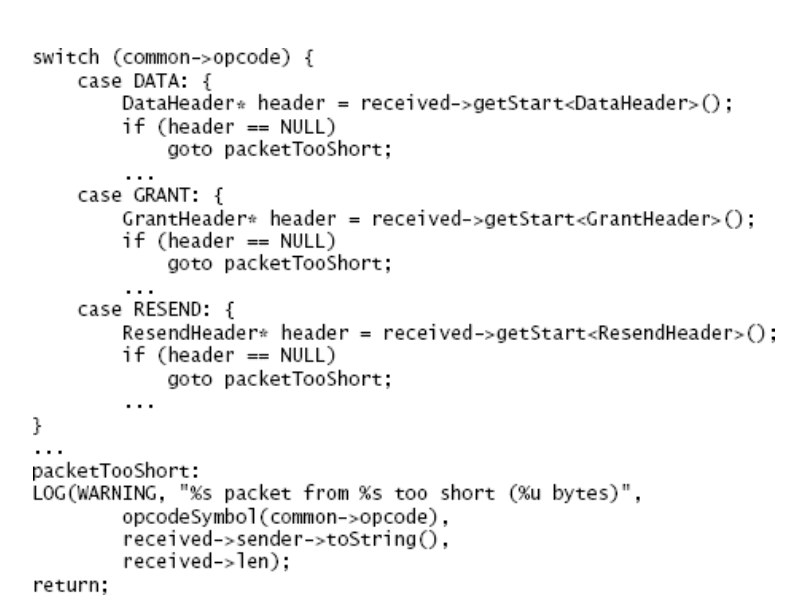 switch (common->opcode) {
    case DATA: {
        DataHeader* header = received->getStart<DataHeader>();
        if (header == NULL)
            goto packetTooShort;
        ...
    case GRANT: {
        GrantHeader* header = received->getStart<GrantHeader>();
        if (header == NULL)
            goto packetTooShort;
        ...
    case RESEND: {
        ResendHeader* header = received->getStart<ResendHeader>();
        if (header == NULL)
            goto packetTooShort;
        ...
}
...
packetTooShort:
LOG(WARNING, "%s packet from %s too short (%u bytes)",
        opcodeSymbol(common->opcode),
        received->sender->toString(),
        received->len);
return;